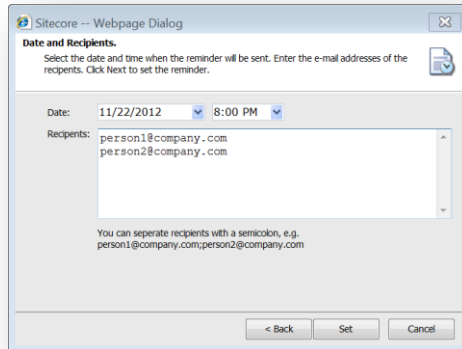 Sitecore -- Webpage Dialog
Date and Recipients.
Select the date and time when the reminder will be sent. Enter the e-mail addresses of the
recipents. Click Next to set the reminder.
Date: 11/22/2012 8:00 PM
Recipents: person1@company.com
person2@company.com
You can seperate recipients with a semicolon, e.g.
person1@company.com;person2@company.com
< Back Set Cancel